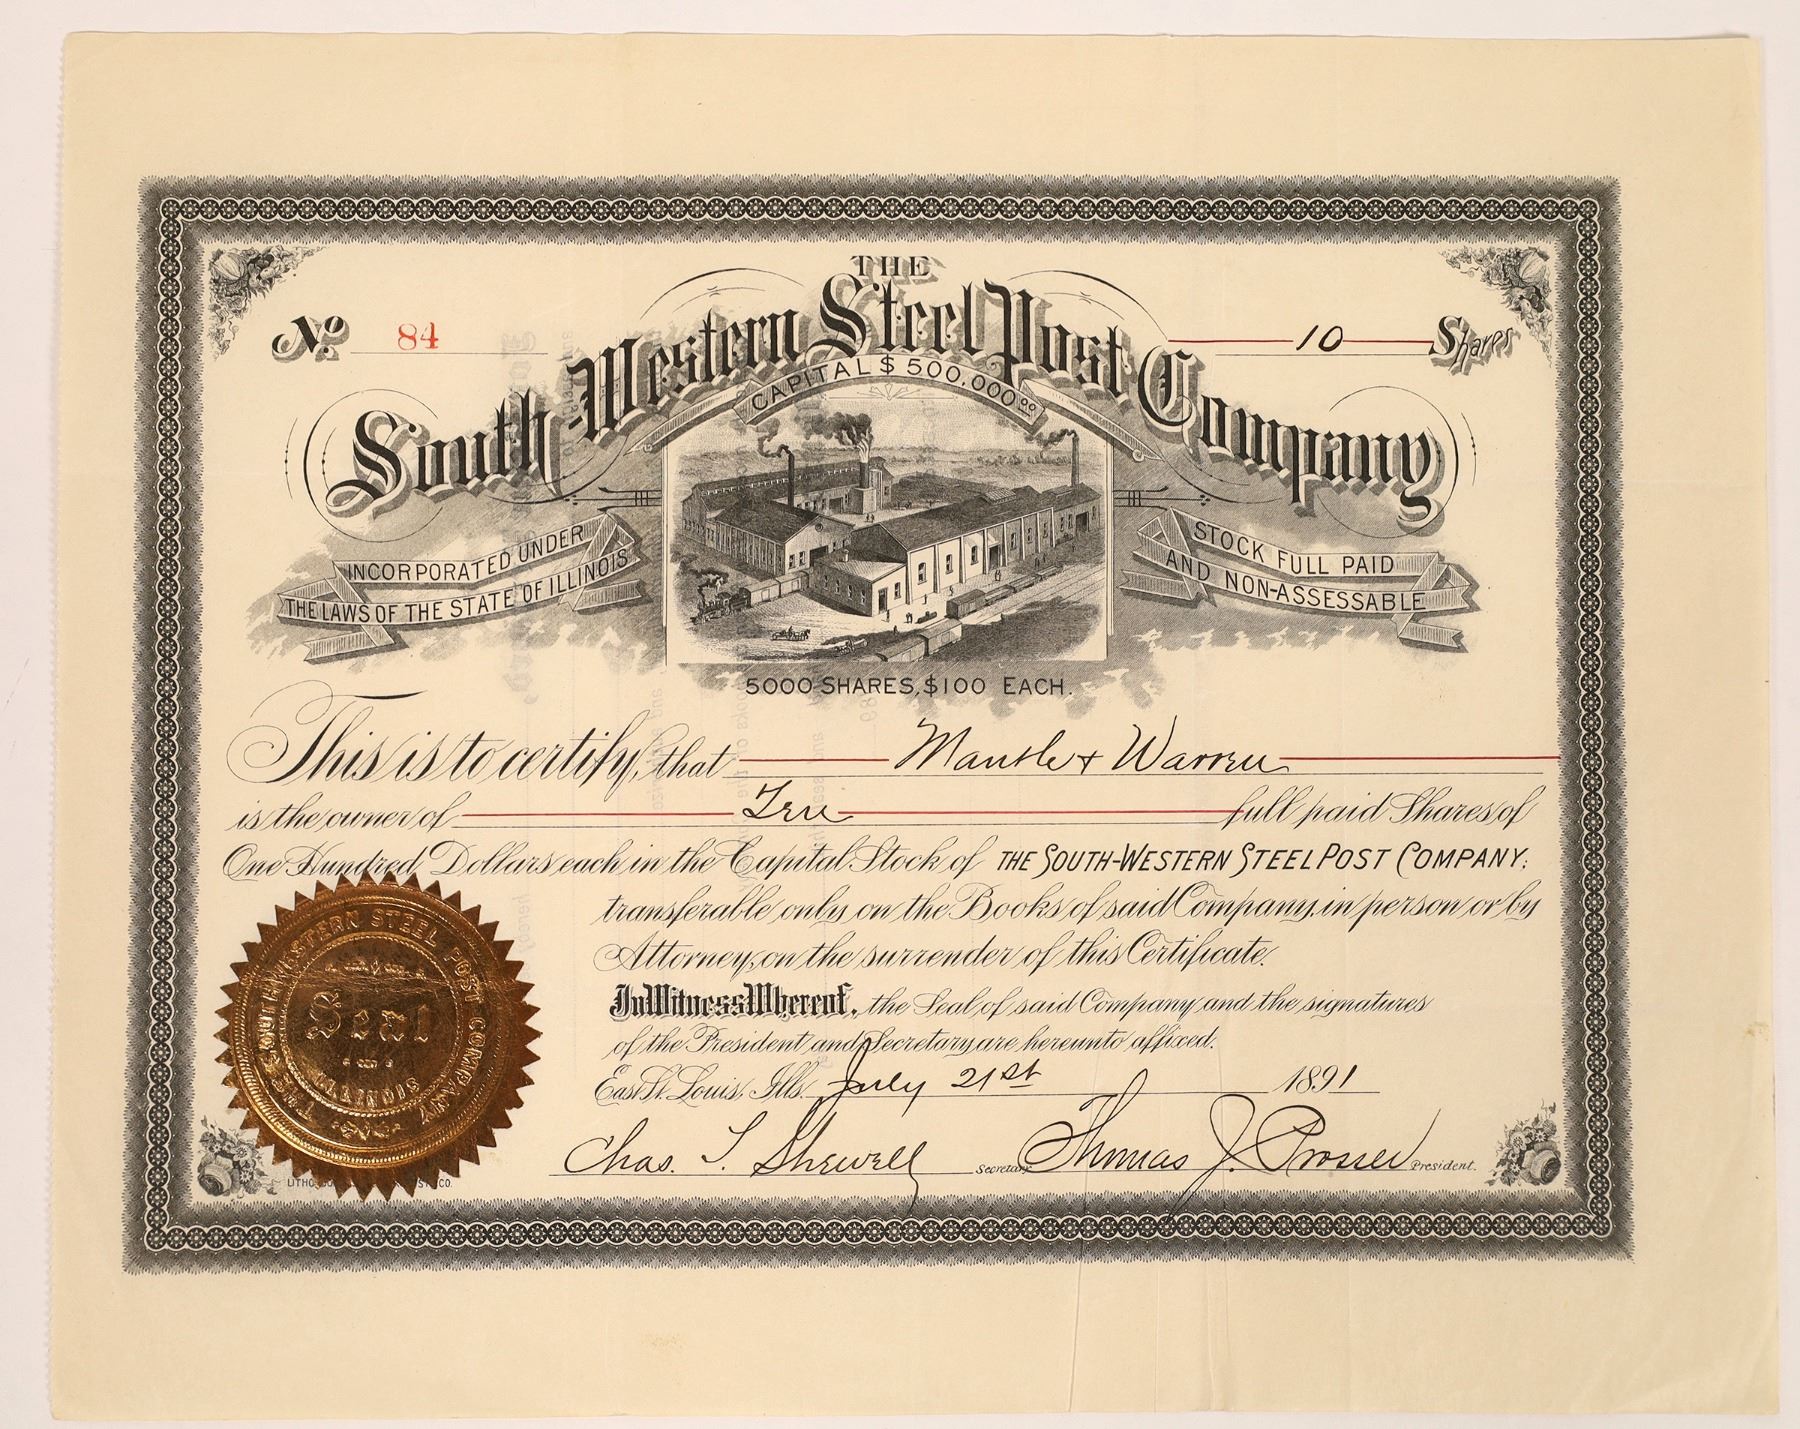 THE
No. 84
South-Western Steel Post Company
10 Shares
CAPITAL $500,000.00
INCORPORATED UNDER
THE LAWS OF THE STATE OF ILLINOIS
STOCK FULL PAID
AND NON-ASSESSABLE
5000 SHARES, $100 EACH.
This is to certify, that Mantle & Warren
is the owner of Ten full paid Shares of
One Hundred Dollars each in the Capital Stock of THE SOUTH-WESTERN STEEL POST COMPANY;
transferable only on the Books of said Company, in person or by
Attorney, on the surrender of this Certificate.
In Witness Whereof, the Seal of said Company and the signatures
of the President and Secretary are hereunto affixed.
East St. Louis, Ills. July 21st 1891
Chas. T. Shewell Secretary Thomas J. Prosser President.
THE SOUTH-WESTERN STEEL POST COMPANY
Seal
ILLINOIS
LITHO. CO.